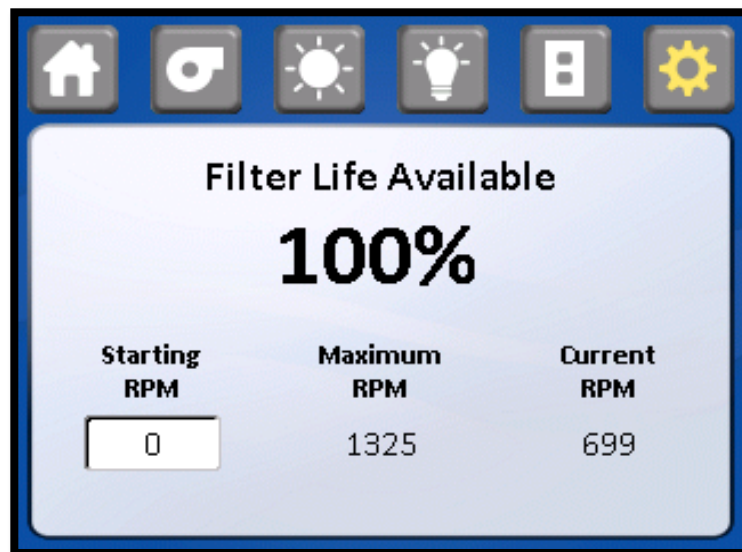 Filter Life Available
100%
Starting RPM
Maximum RPM
Current RPM
0
1325
699